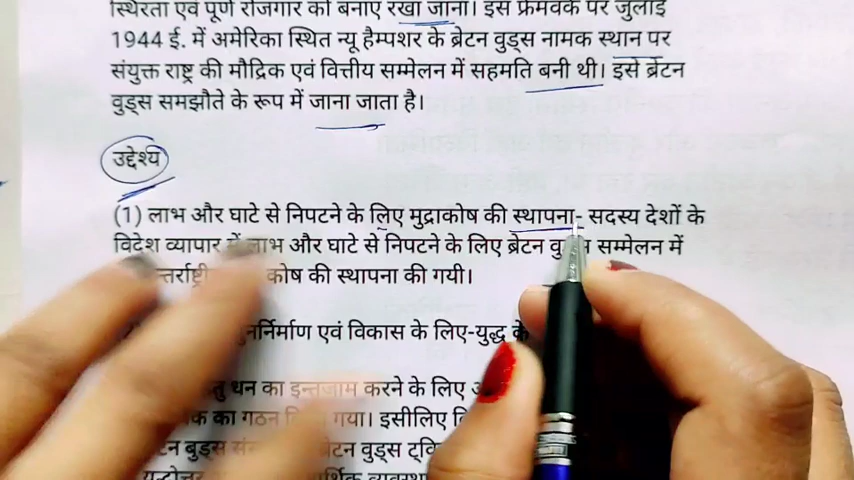 स्थिरता एवं पूर्ण रोजगार को बनाए रखा जाना। इस फ्रेमवर्क पर जुलाई
1944 ई. में अमेरिका स्थित न्यू हैम्पशर के ब्रेटन वुड्स नामक स्थान पर
संयुक्त राष्ट्र की मौद्रिक एवं वित्तीय सम्मेलन में सहमति बनी थी। इसे ब्रेटन
वुड्स समझौते के रूप में जाना जाता है।
उद्देश्य
(1) लाभ और घाटे से निपटने के लिए मुद्राकोष की स्थापना- सदस्य देशों के
विदेश व्यापार में लाभ और घाटे से निपटने के लिए ब्रेटन सम्मेलन में
कोष की स्थापना की गयी।
एवं विकास के लिए-युद्ध के
धन का इन्तजाम करने के लिए
का गठन गया। इसीलिए
वुड्स